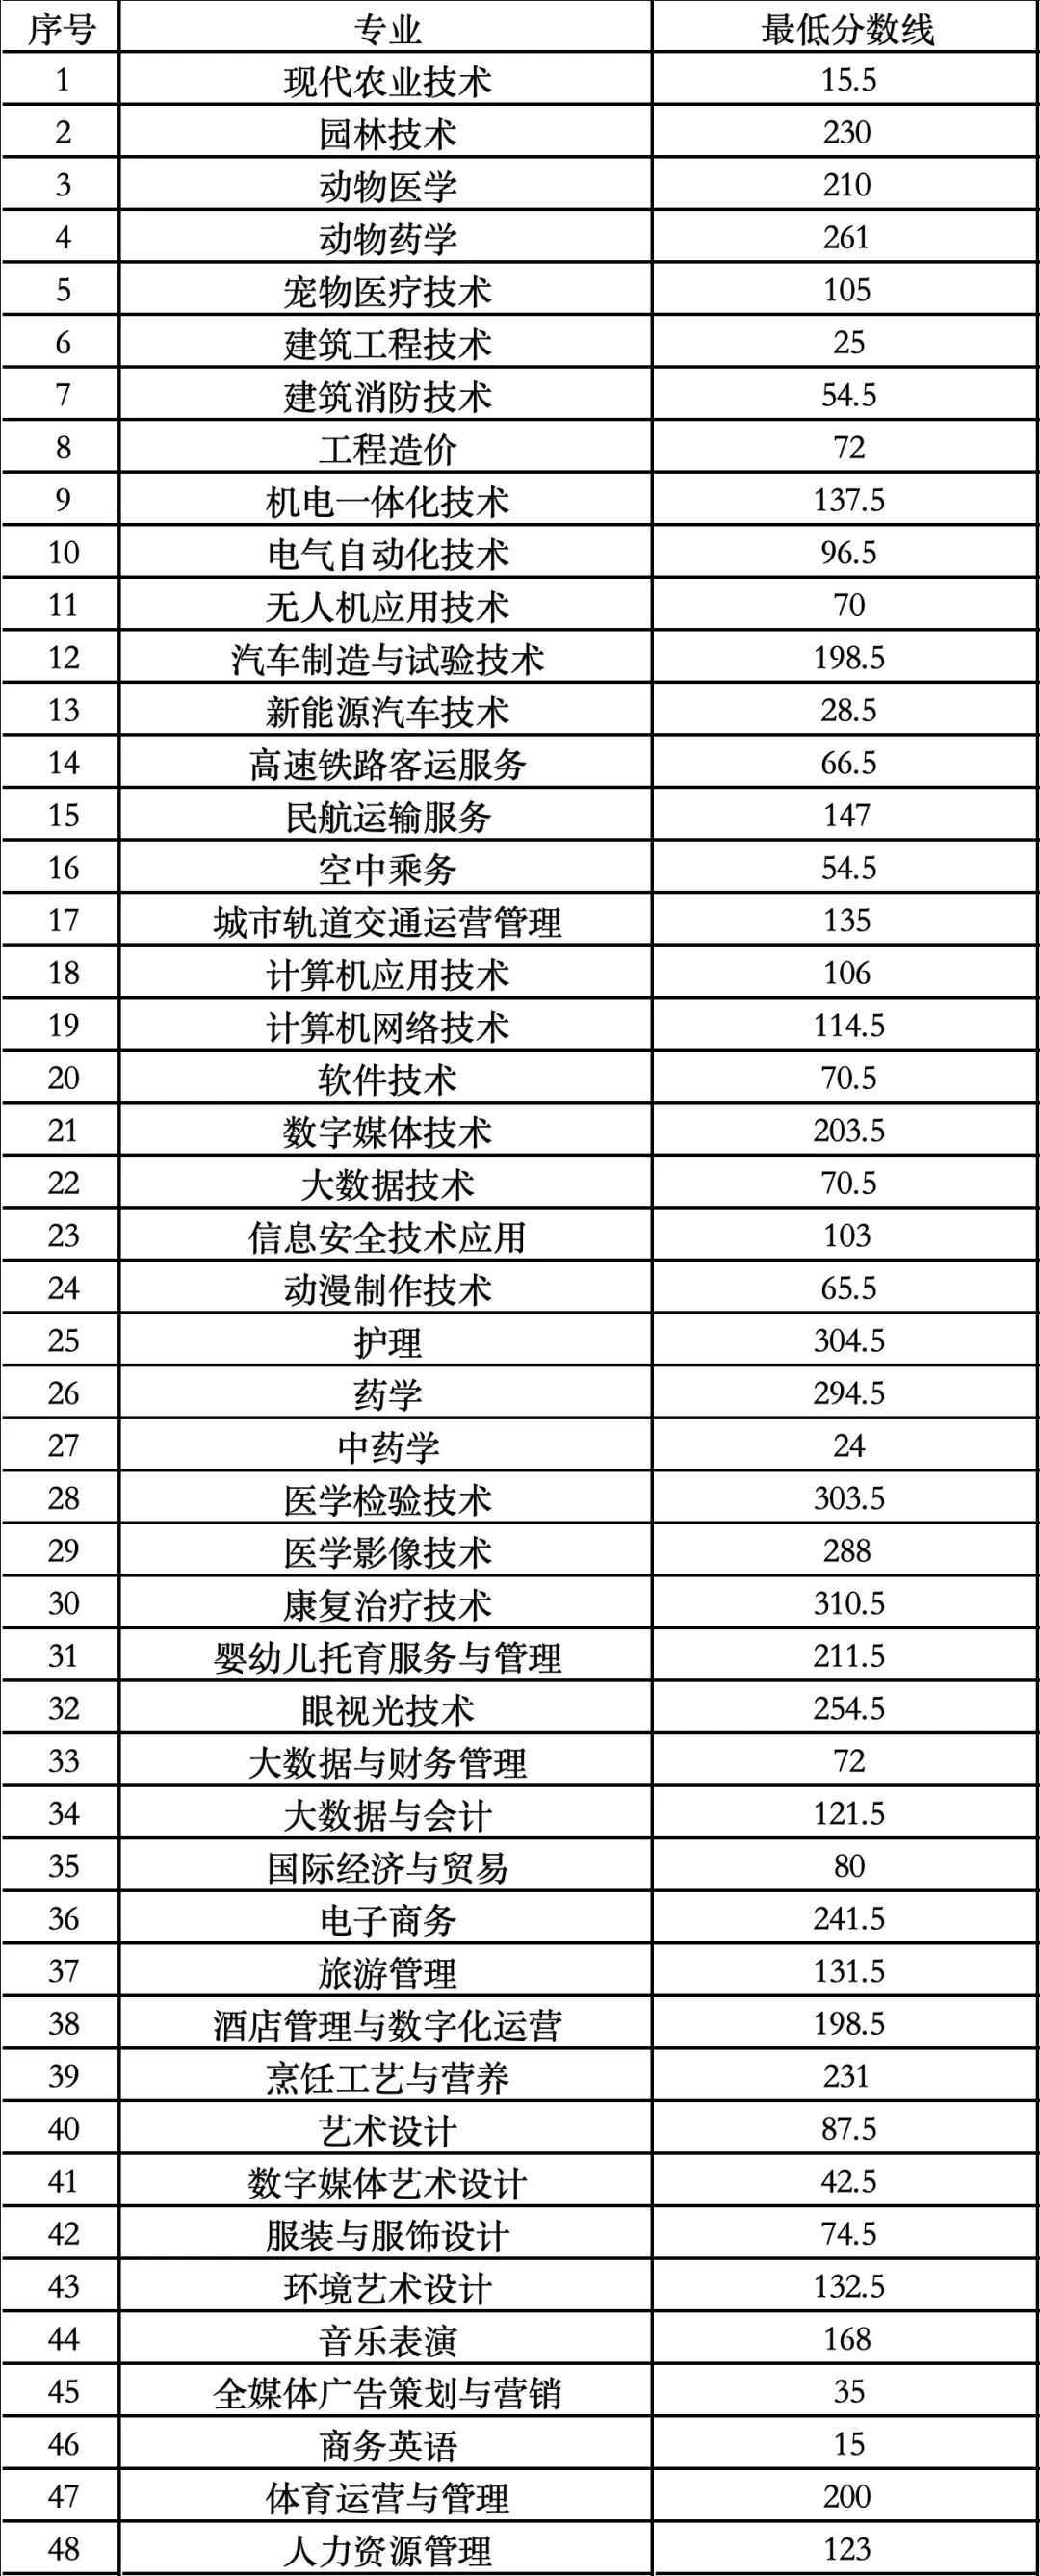 序号 专业 最低分数线
1 现代农业技术 15.5
2 园林技术 230
3 动物医学 210
4 动物药学 261
5 宠物医疗技术 105
6 建筑工程技术 25
7 建筑消防技术 54.5
8 工程造价 72
9 机电一体化技术 137.5
10 电气自动化技术 96.5
11 无人机应用技术 70
12 汽车制造与试验技术 198.5
13 新能源汽车技术 28.5
14 高速铁路客运服务 66.5
15 民航运输服务 147
16 空中乘务 54.5
17 城市轨道交通运营管理 135
18 计算机应用技术 106
19 计算机网络技术 114.5
20 软件技术 70.5
21 数字媒体技术 203.5
22 大数据技术 70.5
23 信息安全技术应用 103
24 动漫制作技术 65.5
25 护理 304.5
26 药学 294.5
27 中药学 24
28 医学检验技术 303.5
29 医学影像技术 288
30 康复治疗技术 310.5
31 婴幼儿托育服务与管理 211.5
32 眼视光技术 254.5
33 大数据与财务管理 72
34 大数据与会计 121.5
35 国际经济与贸易 80
36 电子商务 241.5
37 旅游管理 131.5
38 酒店管理与数字化运营 198.5
39 烹饪工艺与营养 231
40 艺术设计 87.5
41 数字媒体艺术设计 42.5
42 服装与服饰设计 74.5
43 环境艺术设计 132.5
44 音乐表演 168
45 全媒体广告策划与营销 35
46 商务英语 15
47 体育运营与管理 200
48 人力资源管理 123